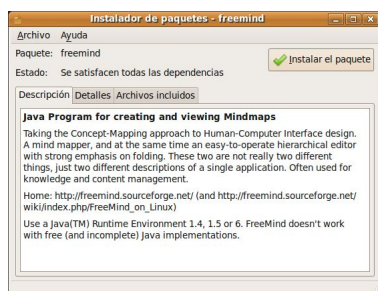 Instalador de paquetes - freemind
Archivo Ayuda
Paquete: freemind
Instalar el paquete
Estado: Se satisfacen todas las dependencias
Descripción Detalles Archivos incluidos
Java Program for creating and viewing Mindmaps
Taking the Concept-Mapping approach to Human-Computer Interface design.
A mind mapper, and at the same time an easy-to-operate hierarchical editor
with strong emphasis on folding. These two are not really two different
things, just two different descriptions of a single application. Often used for
knowledge and content management.
Home: http://freemind.sourceforge.net/ (and http://freemind.sourceforge.net/
wiki/index.php/FreeMind_on_Linux)
Use a Java(TM) Runtime Environment 1.4, 1.5 or 6. FreeMind doesn't work
with free (and incomplete) Java implementations.